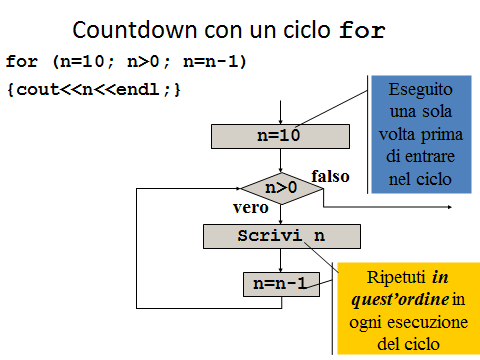 Countdown con un ciclo for
for (n=10; n>0; n=n-1)
{cout<<n<<endl;}
Eseguito
una sola
volta prima
di entrare
nel ciclo
n=10
n>0
falso
vero
Scrivi n
n=n-1
Ripetuti in
quest'ordine in
ogni esecuzione
del ciclo